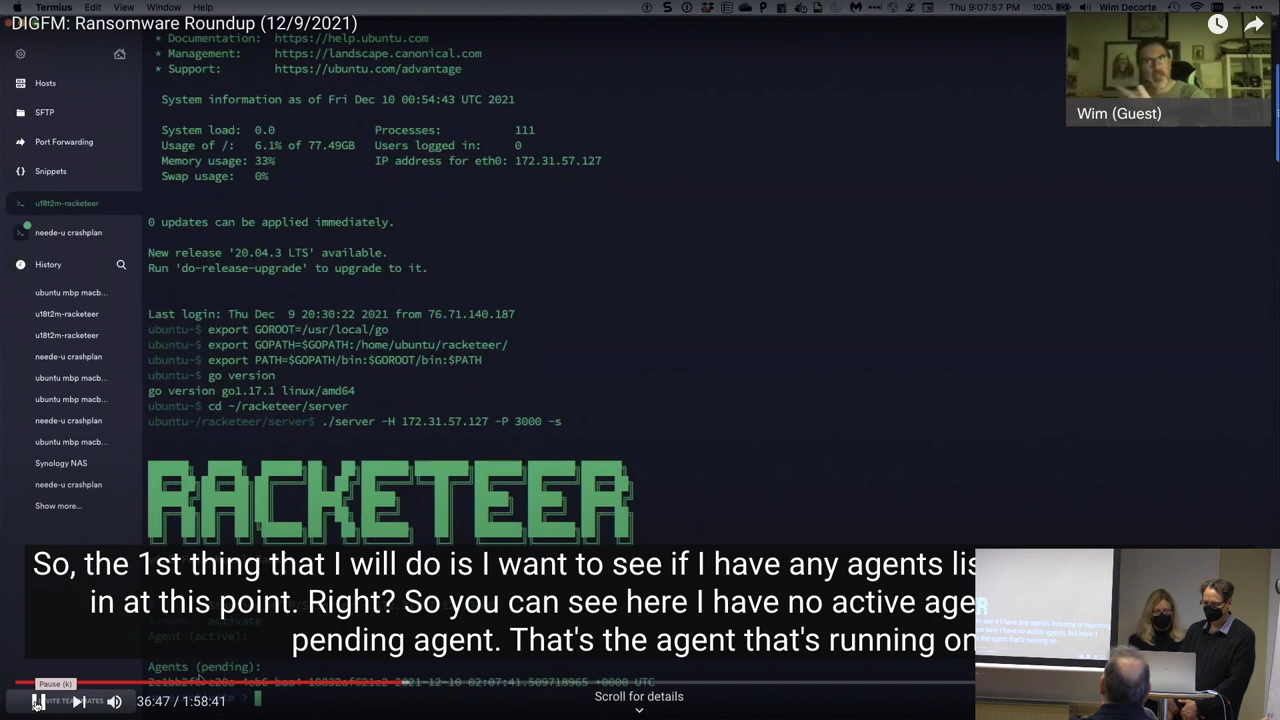 Termius Edit View Window Help
Thu 9:07:57 PM 100% Wim Decorte
DIGFM: Ransomware Roundup (12/9/2021)
* Documentation: https://help.ubuntu.com
* Management: https://landscape.canonical.com
* Support: https://ubuntu.com/advantage
System information as of Fri Dec 10 00:54:43 UTC 2021
System load: 0.0 Processes: 111
Usage of /: 6.1% of 77.49GB Users logged in: 0
Memory usage: 33% IP address for eth0: 172.31.57.127
Swap usage: 0%
0 updates can be applied immediately.
New release '20.04.3 LTS' available.
Run 'do-release-upgrade' to upgrade to it.
Last login: Thu Dec 9 20:30:22 2021 from 76.71.140.187
ubuntu~$ export GOROOT=/usr/local/go
ubuntu~$ export GOPATH=$GOPATH:/home/ubuntu/racketeer/
ubuntu~$ export PATH=$GOPATH/bin:$GOROOT/bin:$PATH
ubuntu~$ go version
go version go1.17.1 linux/amd64
ubuntu~$ cd ~/racketeer/server
ubuntu~/racketeer/server$ ./server -H 172.31.57.127 -P 3000 -s
RACKETEER
activate
Agent (active):
Agents (pending):
2021-12-10 02:07:41.509718965 +0000 UTC
Hosts
SFTP
Port Forwarding
Snippets
u18t2m-racketeer
neede-u crashplan
History
ubuntu mbp macb...
u18t2m-racketeer
u18t2m-racketeer
neede-u crashplan
ubuntu mbp macb...
ubuntu mbp macb...
neede-u crashplan
ubuntu mbp macb...
Synology NAS
neede-u crashplan
Show more...
Wim (Guest)
So, the 1st thing that I will do is I want to see if I have any agents lis
in at this point. Right? So you can see here I have no active age
pending agent. That's the agent that's running on
Pause (k)
36:47 / 1:58:41
Scroll for details